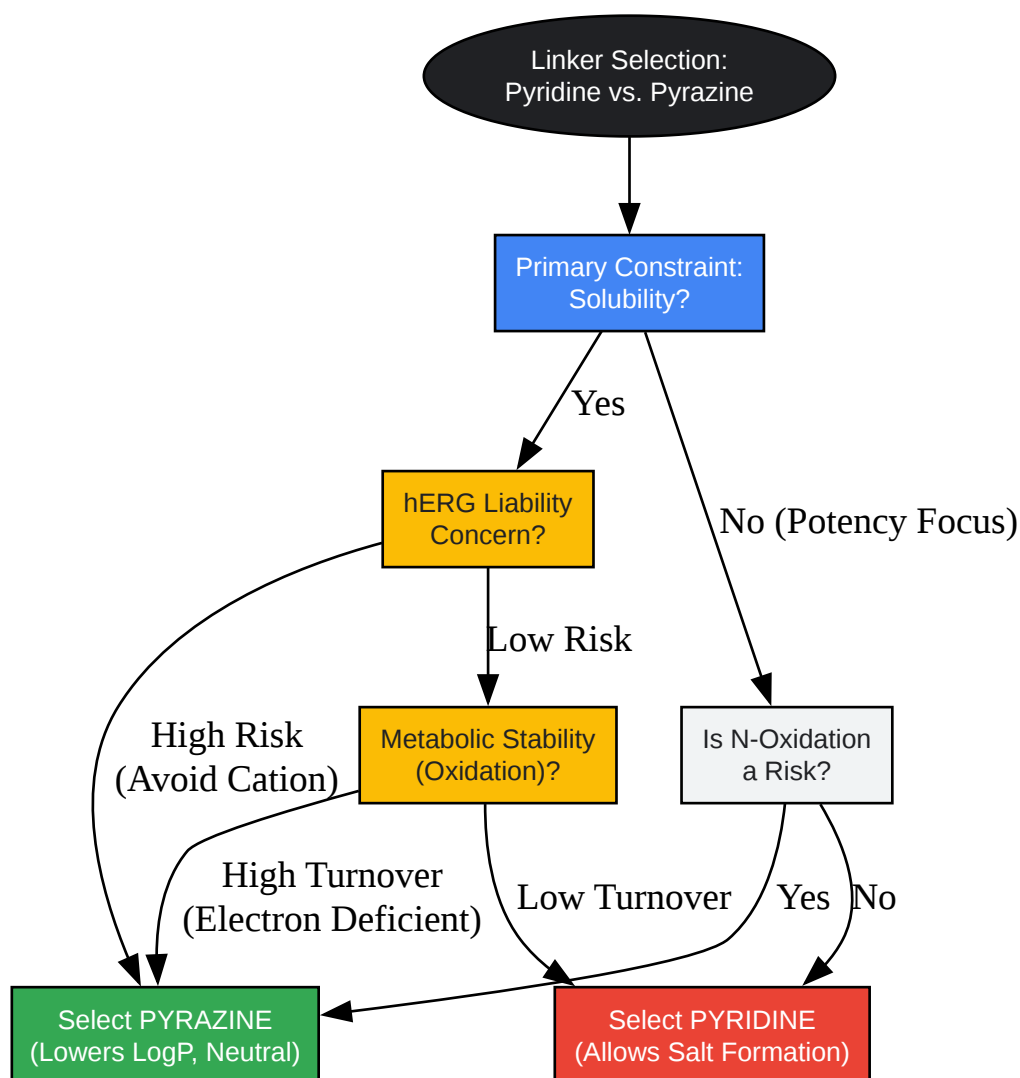 Linker Selection:
Pyridine vs. Pyrazine
Primary Constraint:
Solubility?
Yes
hERG Liability
Concern?
No (Potency Focus)
Low Risk
High Risk
(Avoid Cation)
Metabolic Stability
(Oxidation)?
Is N-Oxidation
a Risk?
High Turnover
(Electron Deficient)
Low Turnover
Yes
No
Select PYRAZINE
(Lowers LogP, Neutral)
Select PYRIDINE
(Allows Salt Formation)